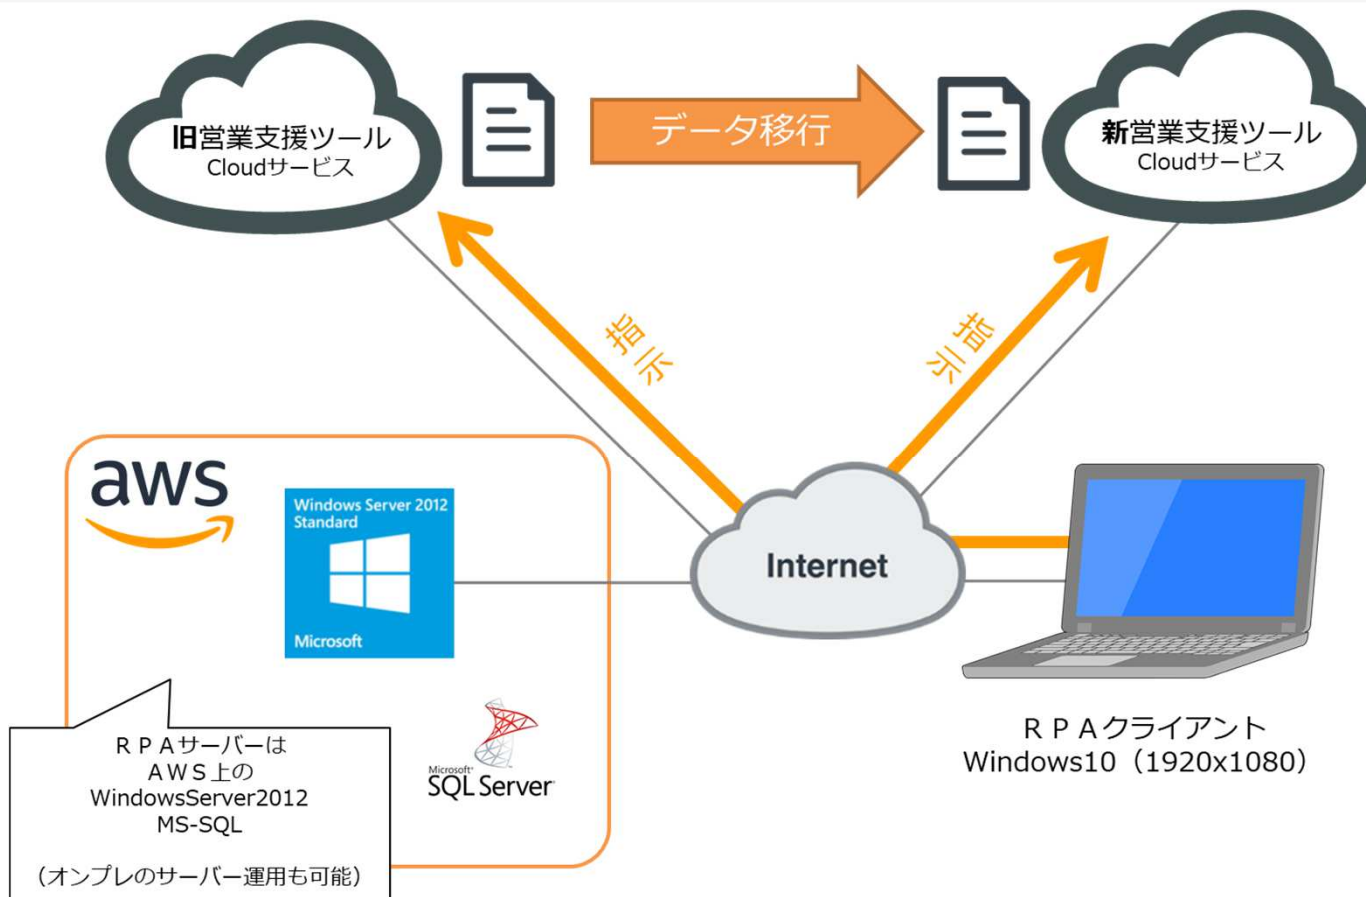 旧営業支援ツール
Cloudサービス
データ移行
新営業支援ツール
Cloudサービス
指示
指示
aws
Windows Server 2012
Standard
Microsoft
Internet
Microsoft
SQL Server
ＲＰＡサーバーは
ＡＷＳ上の
WindowsServer2012
MS-SQL
（オンプレのサーバー運用も可能）
ＲＰＡクライアント
Windows10（1920x1080）